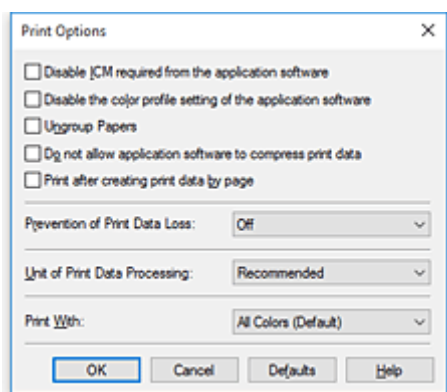 Print Options
Disable ICM required from the application software
Disable the color profile setting of the application software
Ungroup Papers
Do not allow application software to compress print data
Print after creating print data by page
Prevention of Print Data Loss: Off
Unit of Print Data Processing: Recommended
Print With: All Colors (Default)
OK Cancel Defaults Help